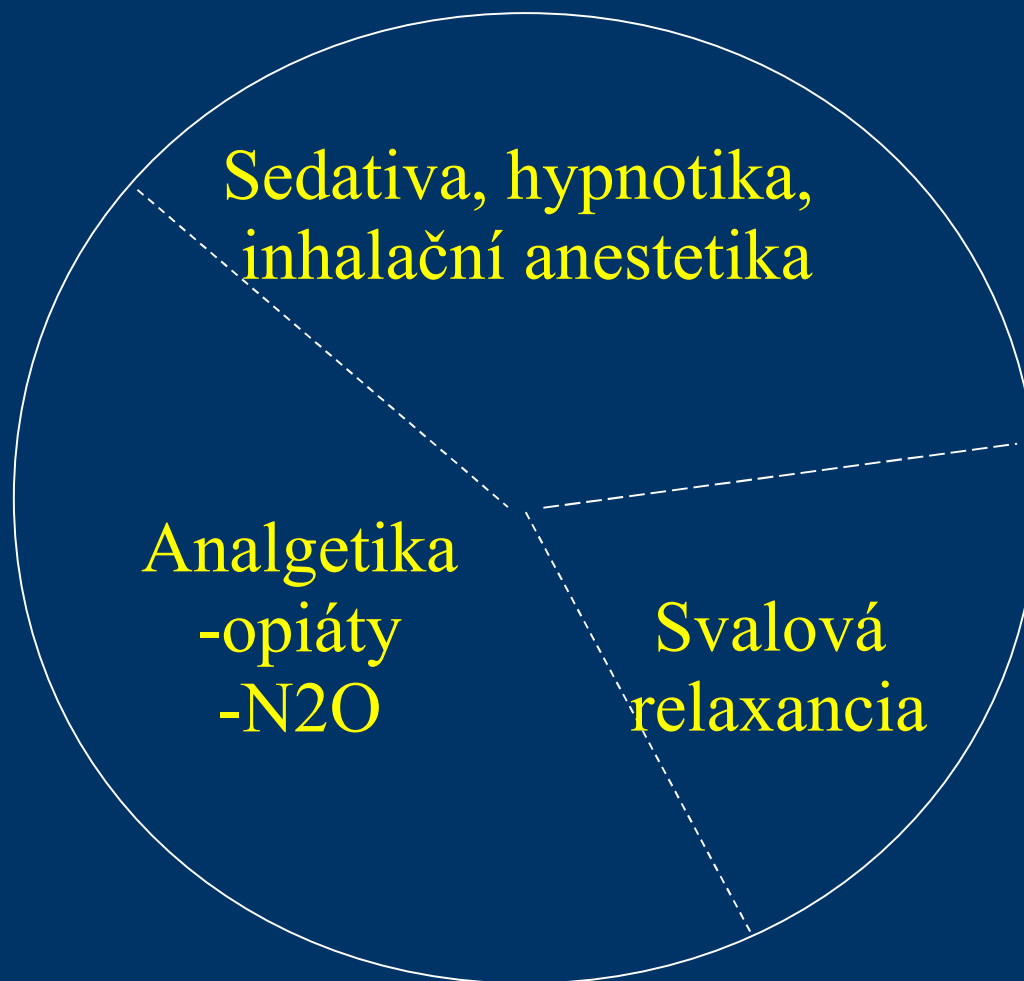 Sedativa, hypnotika,
inhalační anestetika
Analgetika
-opiáty
-N2O
Svalová
relaxancia